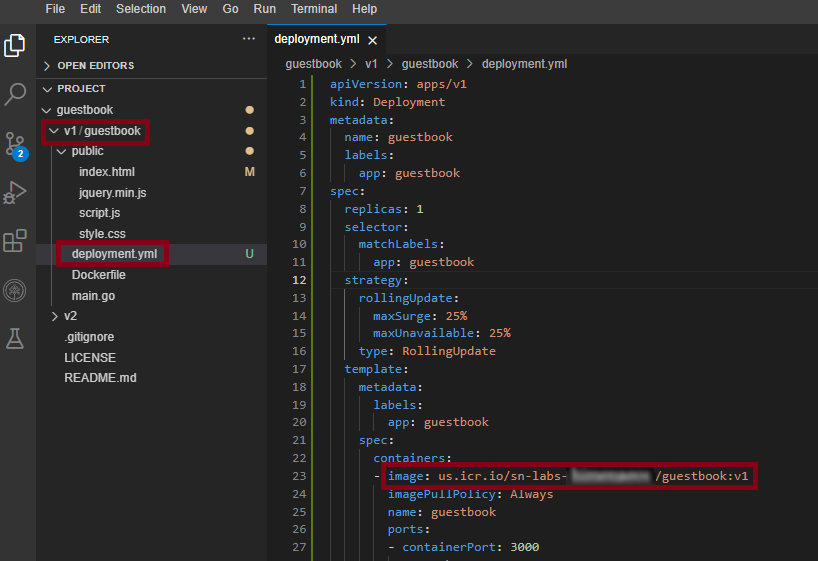 File Edit Selection View Go Run Terminal Help
EXPLORER ...
OPEN EDITORS
PROJECT
guestbook
v1/guestbook
public
index.html M
jquery.min.js
script.js
style.css
deployment.yml U
Dockerfile
main.go
v2
.gitignore
LICENSE
README.md
2
deployment.yml ×
guestbook > v1 > guestbook > deployment.yml
1 apiVersion: apps/v1
2 kind: Deployment
3 metadata:
4 name: guestbook
5 labels:
6 app: guestbook
7 spec:
8 replicas: 1
9 selector:
10 matchLabels:
11 app: guestbook
12 strategy:
13 rollingUpdate:
14 maxSurge: 25%
15 maxUnavailable: 25%
16 type: RollingUpdate
17 template:
18 metadata:
19 labels:
20 app: guestbook
21 spec:
22 containers:
23 - image: us.icr.io/sn-labs- /guestbook:v1
24 imagePullPolicy: Always
25 name: guestbook
26 ports:
27 - containerPort: 3000